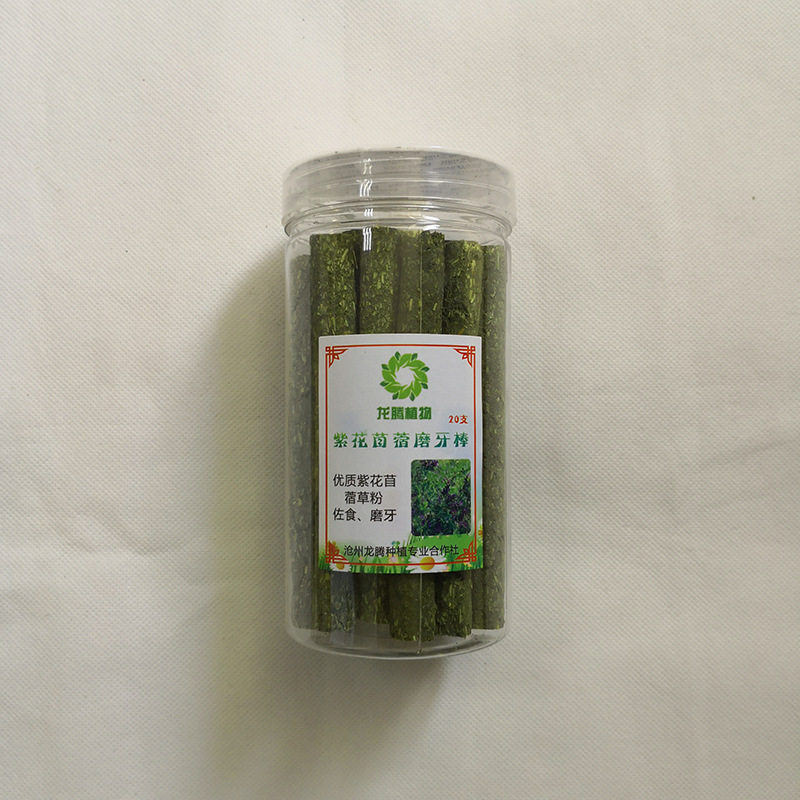 龙腾植物
20支
紫花苜蓿磨牙棒
优质紫花苜
蓿草粉
佐食、磨牙
沧州龙腾种植专业合作社